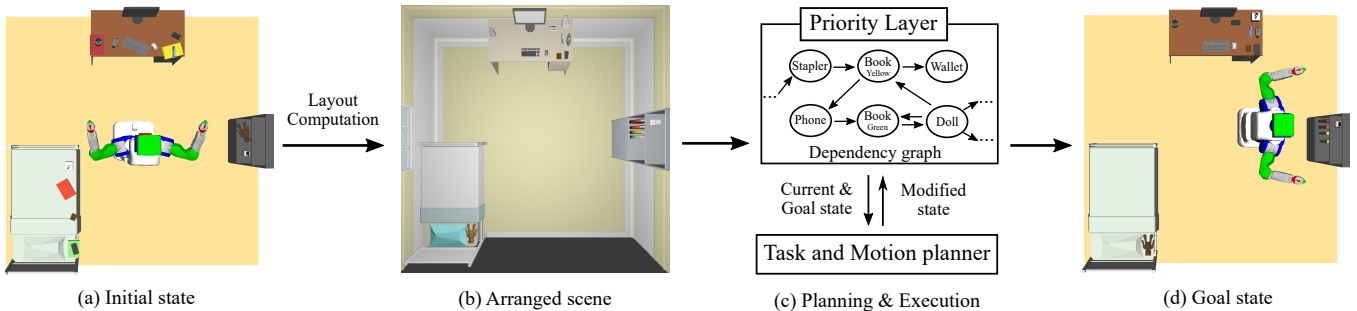 Layout
Computation
Priority Layer
Stapler
Book
Yellow
Wallet
Phone
Book
Green
Doll
Dependency graph
Current &
Goal state
Modified
state
Task and Motion planner
(a) Initial state
(b) Arranged scene
(c) Planning & Execution
(d) Goal state